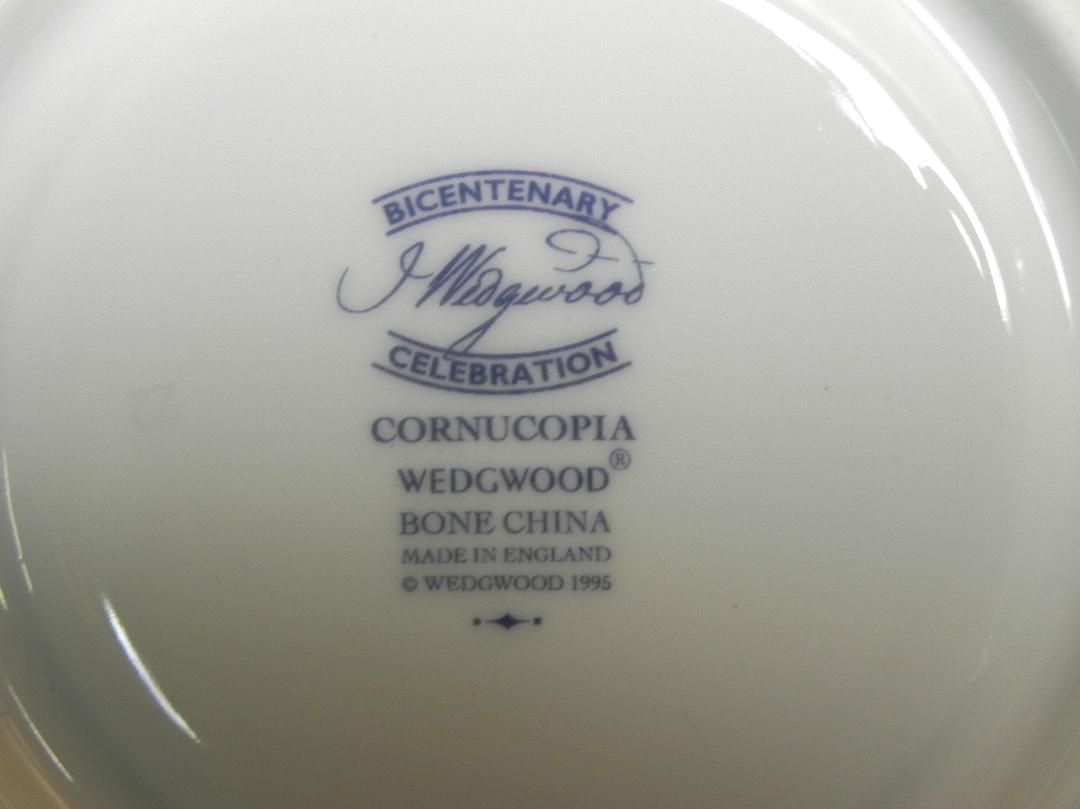 BICENTENARY
J Wedgwood
CELEBRATION
CORNUCOPIA
WEDGWOOD®
BONE CHINA
MADE IN ENGLAND
© WEDGWOOD 1995